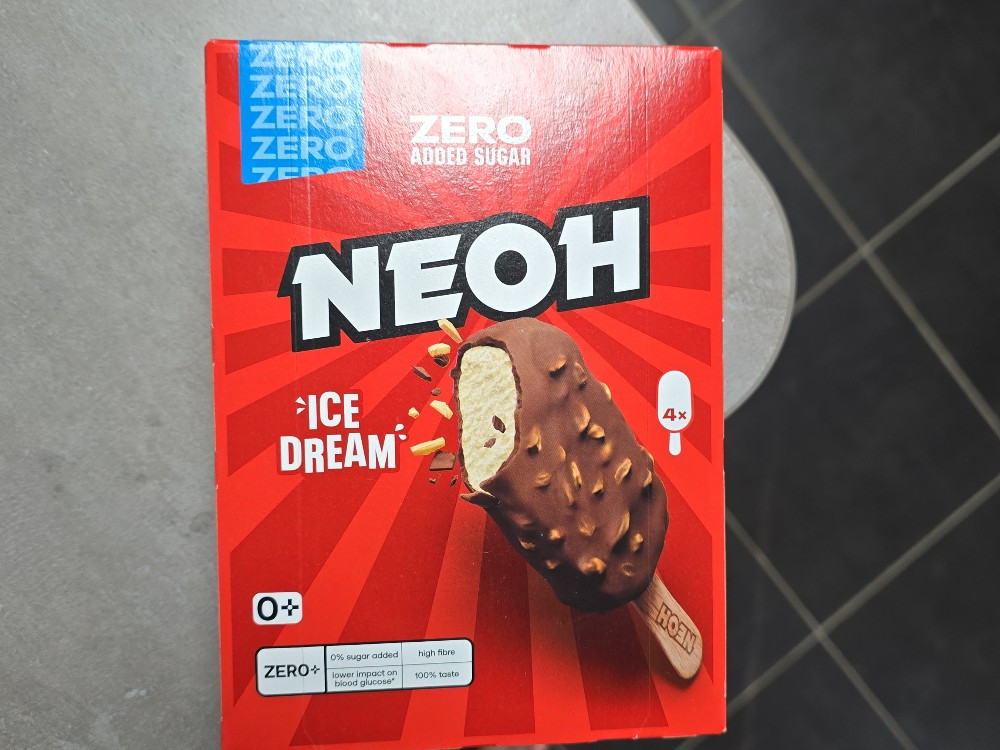 ZERO
ZERO
ZERO
ZERO
ZERO
ZERO
ADDED SUGAR
NEOH
ICE
DREAM
4x
NEOH
0+
ZERO+
0% sugar added
high fibre
lower impact on
blood glucose*
100% taste